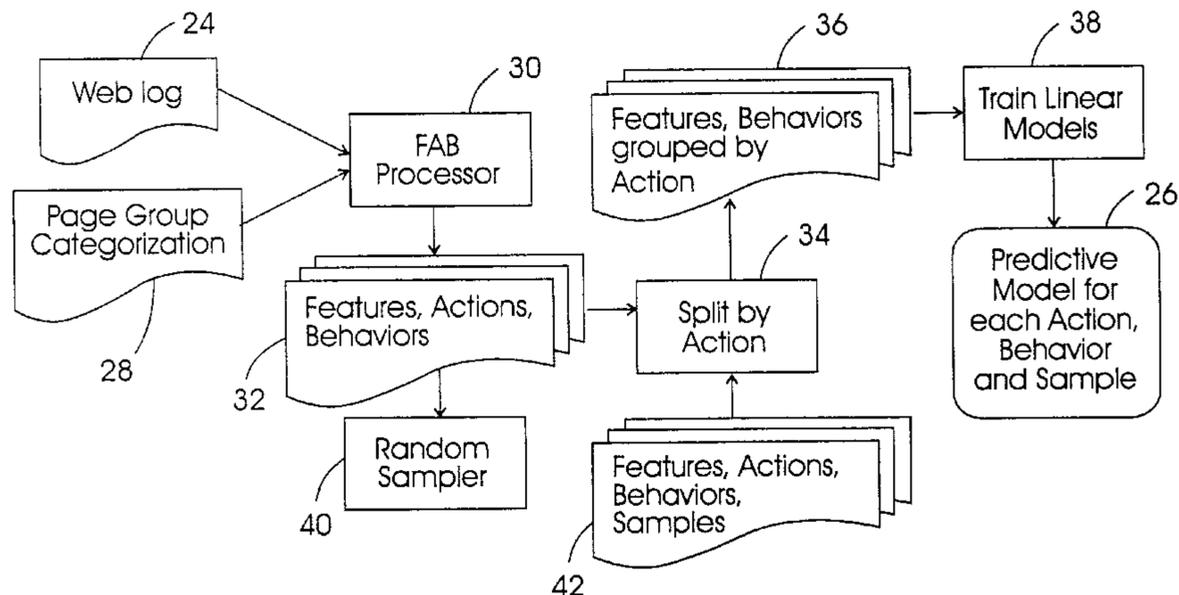 24
Web log
30
FAB
Processor
Page Group
Categorization
28
Features, Actions,
Behaviors
32
Random
Sampler
40
36
Features, Behaviors
grouped by
Action
34
Split by
Action
Features, Actions,
Behaviors,
Samples
42
38
Train Linear
Models
26
Predictive
Model for
each Action,
Behavior
and Sample